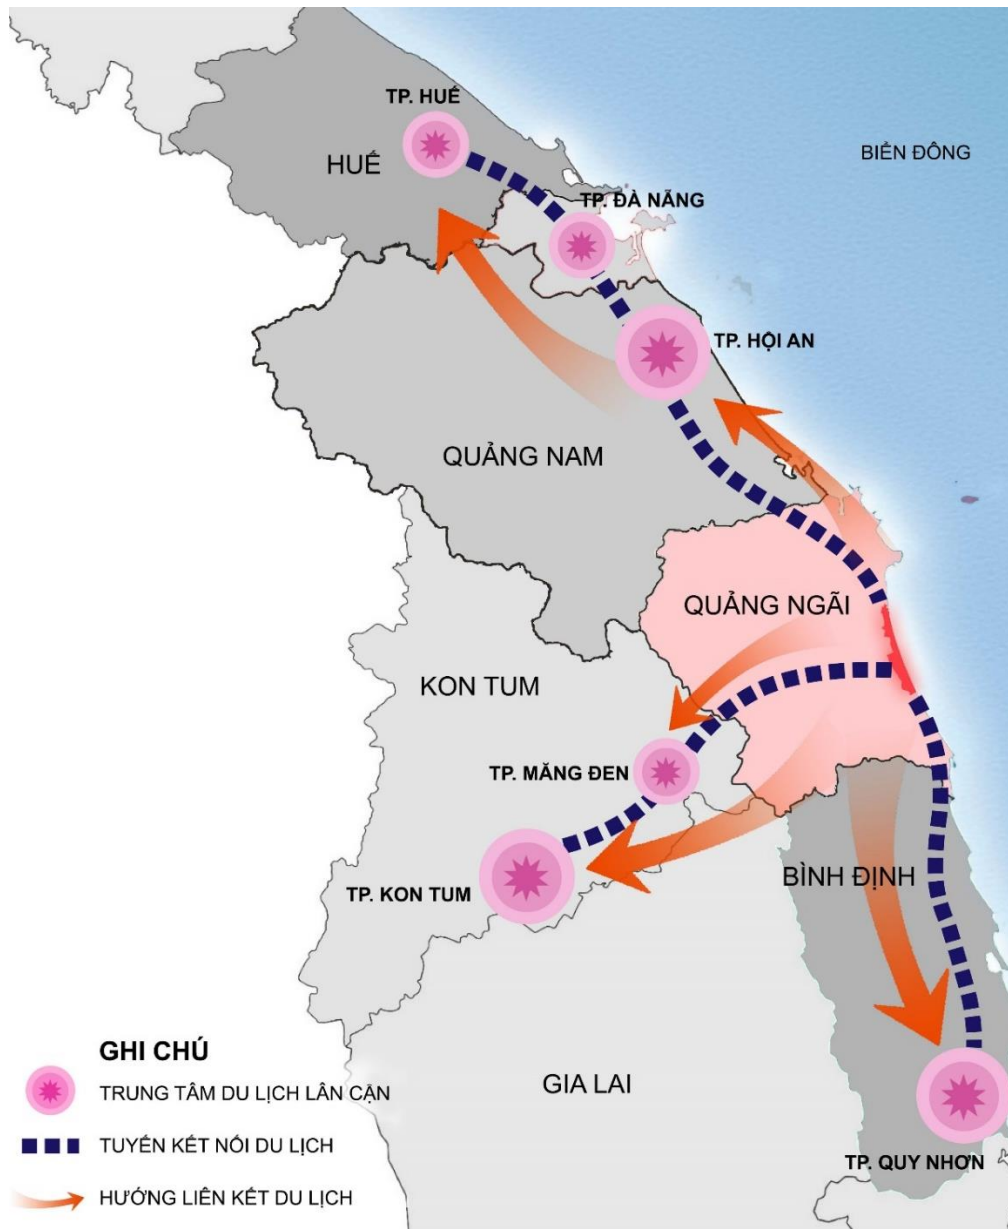 TP. HUẾ
HUẾ
BIỂN ĐÔNG
TP. ĐÀ NẴNG
TP. HỘI AN
QUẢNG NAM
QUẢNG NGÃI
KON TUM
TP. MĂNG ĐEN
TP. KON TUM
BÌNH ĐỊNH
GIA LAI
TP. QUY NHƠN
GHI CHÚ
TRUNG TÂM DU LỊCH LÂN CẬN
TUYẾN KẾT NỐI DU LỊCH
HƯỚNG LIÊN KẾT DU LỊCH